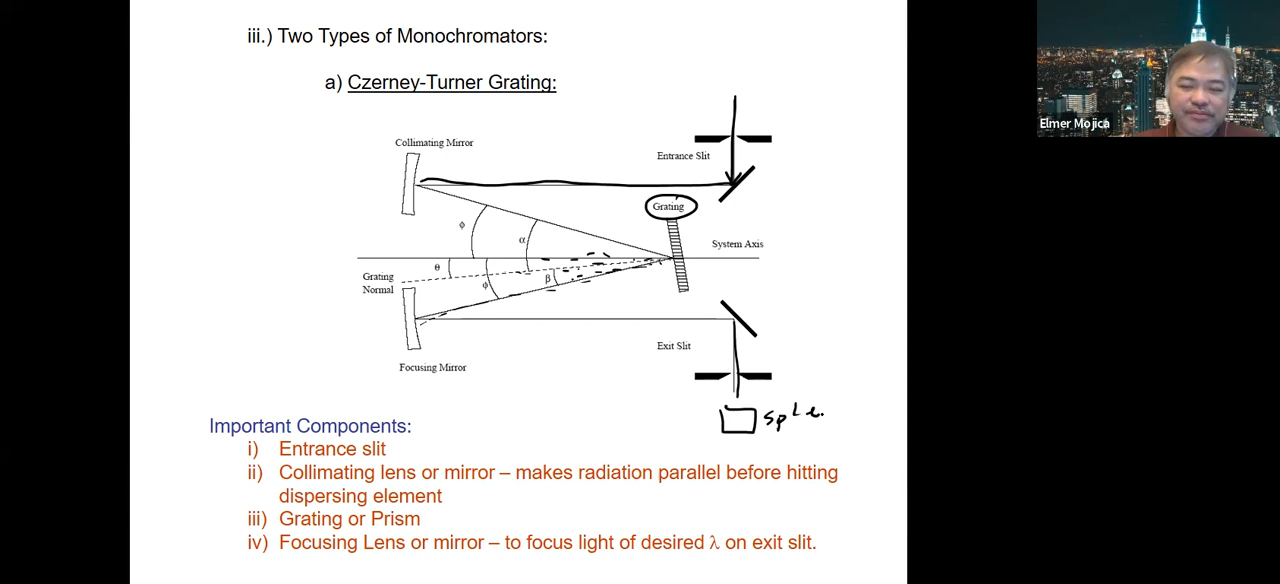 iii.) Two Types of Monochromators:
a) Czerney-Turner Grating:
Elmer Mojica
Collimating Mirror
Entrance Slit
Grating
System Axis
ϕ
α
θ
β
ϕ
Grating
Normal
Exit Slit
Focusing Mirror
Important Components:
i) Entrance slit
ii) Collimating lens or mirror – makes radiation parallel before hitting
dispersing element
iii) Grating or Prism
iv) Focusing Lens or mirror – to focus light of desired λ on exit slit.